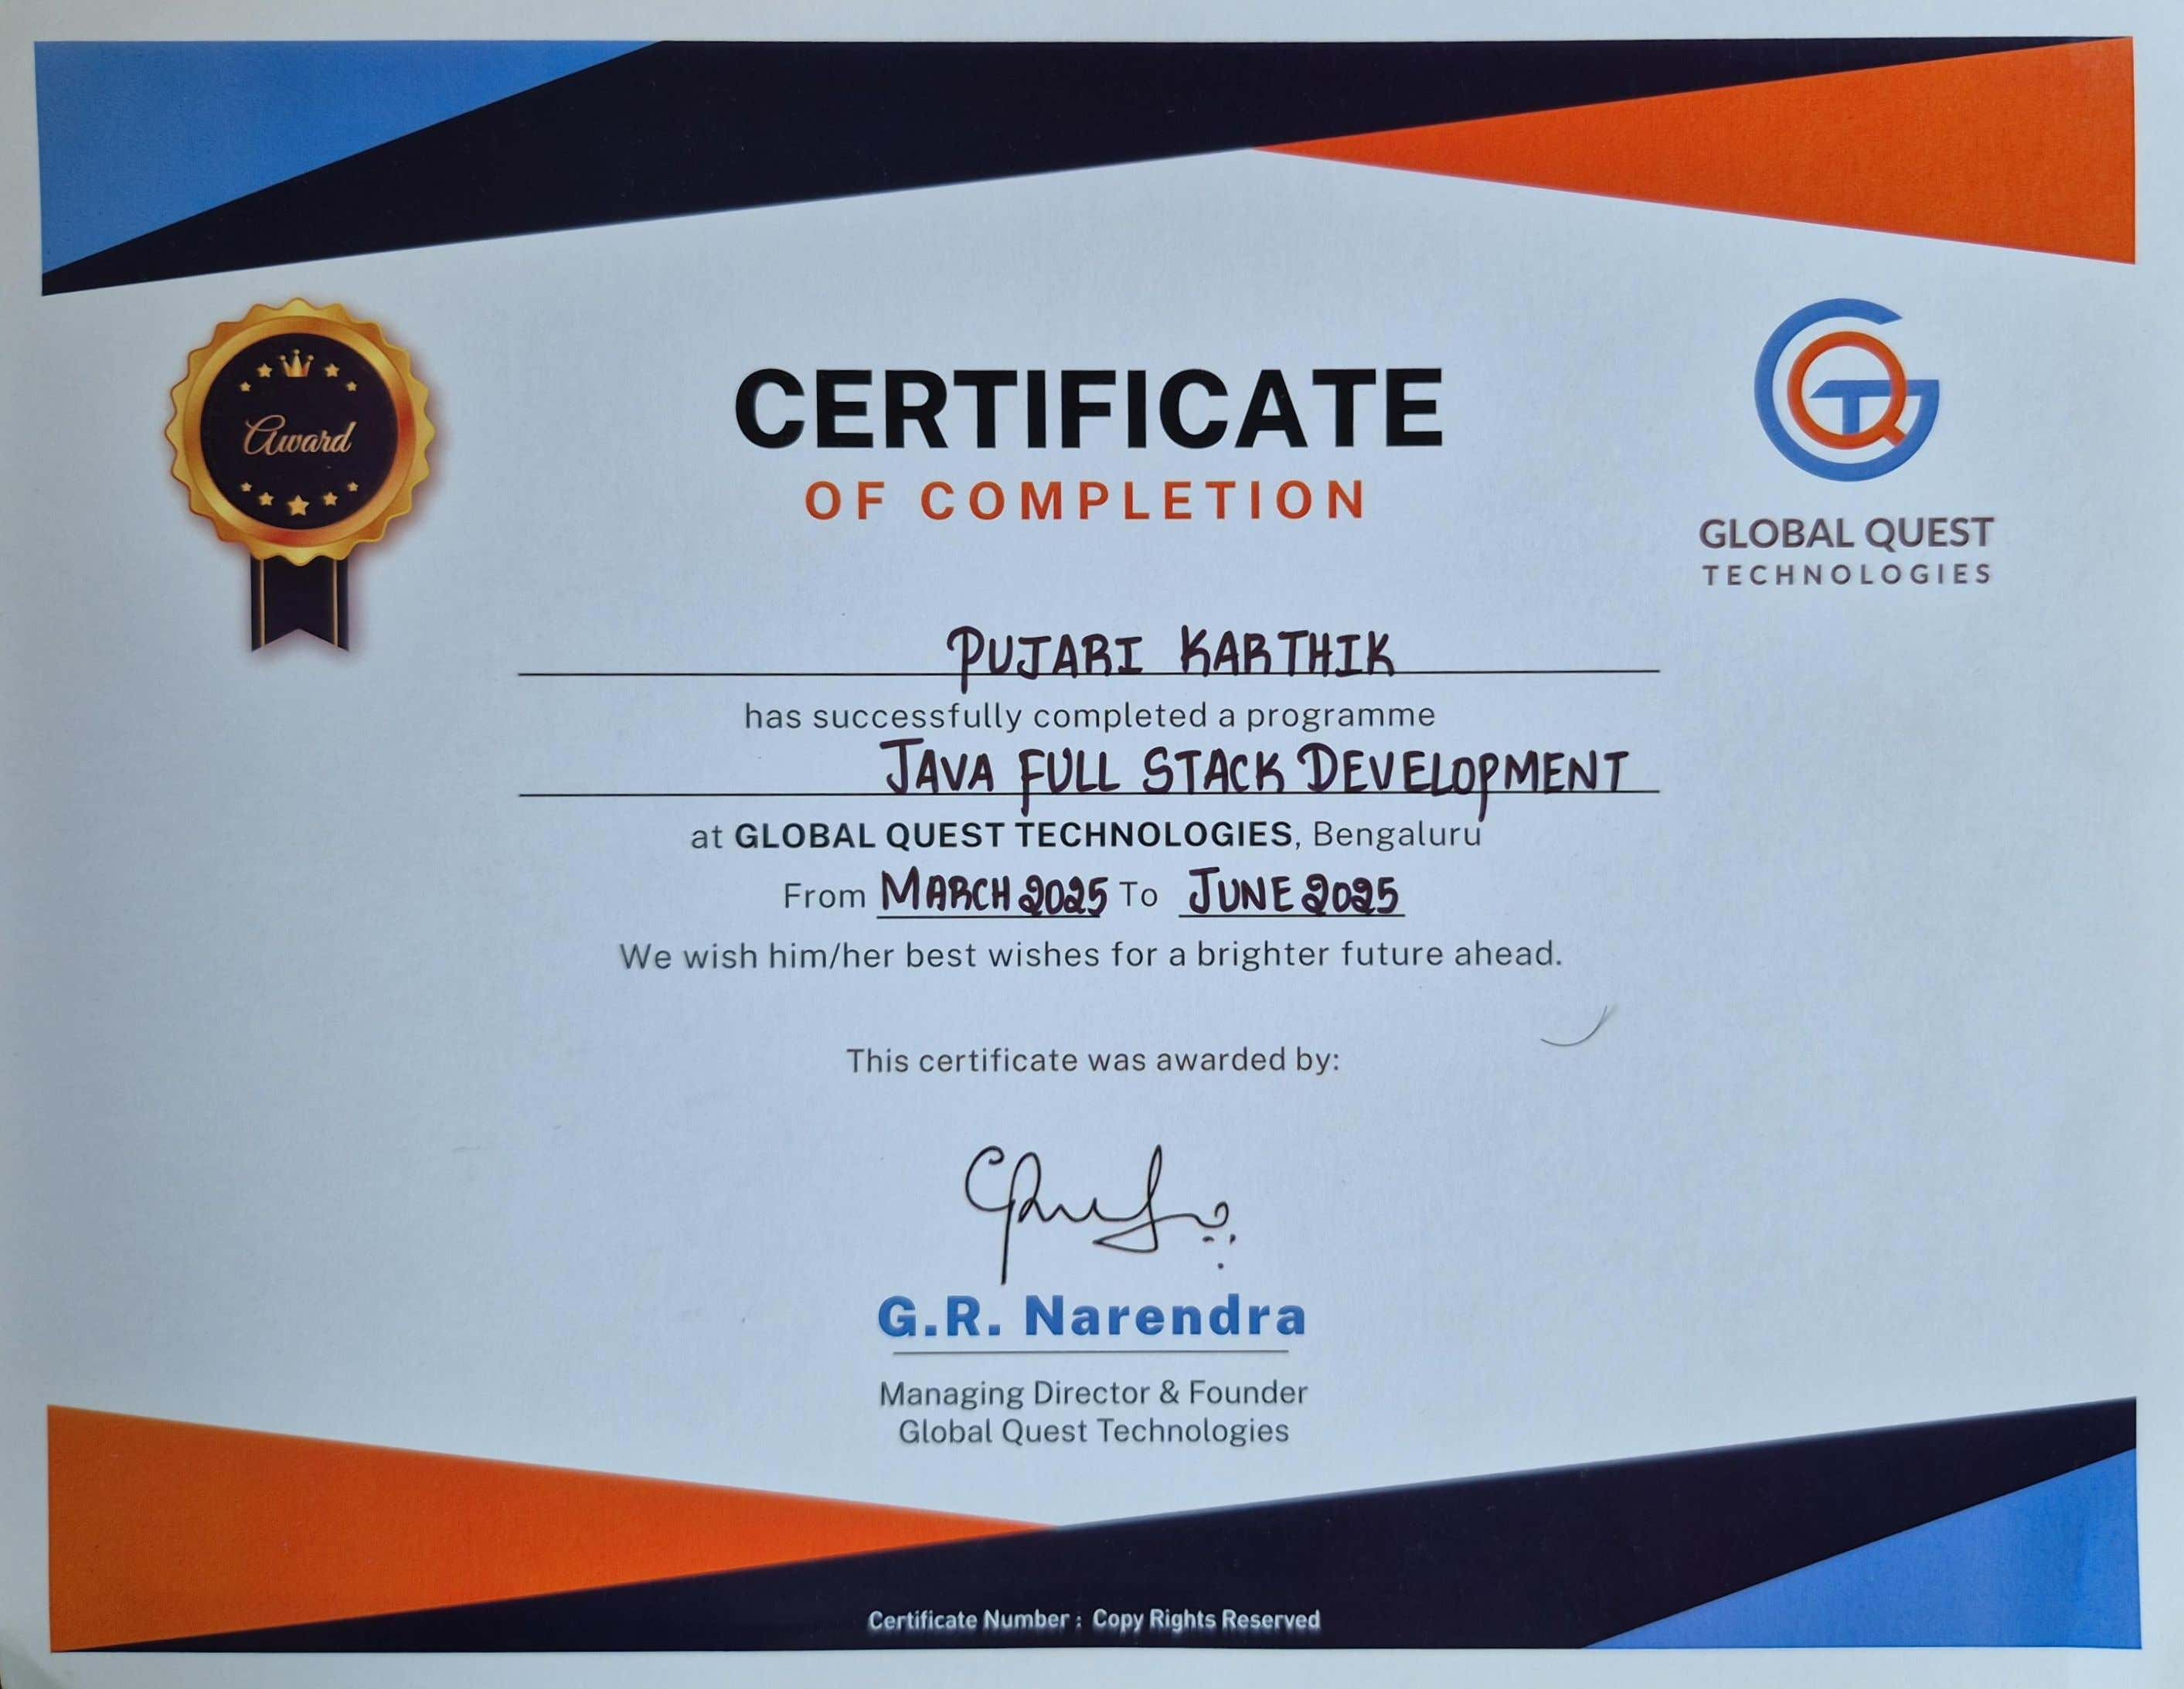 Award
CERTIFICATE
OF COMPLETION
GLOBAL QUEST
TECHNOLOGIES
PUJARI KARTHIK
has successfully completed a programme
JAVA FULL STACK DEVELOPMENT
at GLOBAL QUEST TECHNOLOGIES, Bengaluru
From MARCH 2025 To JUNE 2025
We wish him/her best wishes for a brighter future ahead.
This certificate was awarded by:
G.R. Narendra
Managing Director & Founder
Global Quest Technologies
Certificate Number : Copy Rights Reserved